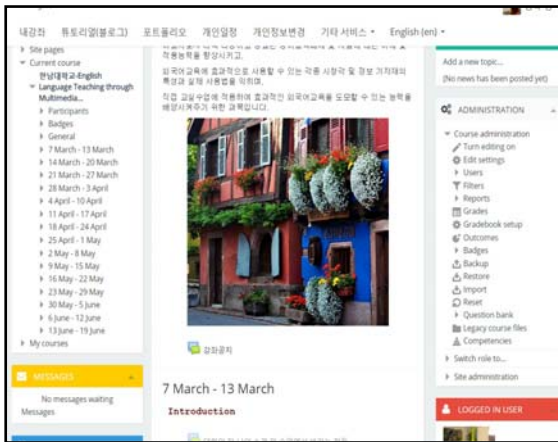 내강좌 튜토리얼(블로그) 포트폴리오 개인일정 개인정보변경 기타 서비스 English (en)
Site pages
Current course
한남대학교-English
Language Teaching through
Multimedia...
Participants
Badges
General
7 March - 13 March
14 March - 20 March
21 March - 27 March
28 March - 3 April
4 April - 10 April
11 April - 17 April
18 April - 24 April
25 April - 1 May
2 May - 8 May
9 May - 15 May
16 May - 22 May
23 May - 29 May
30 May - 5 June
6 June - 12 June
13 June - 19 June
My courses
MESSAGES
No messages waiting
Messages
적용능력을 향상시키고,
외국어교육에 효과적으로 사용할 수 있는 각종 시청각 및 정보 기자재의
특성과 실제 사용법을 익히며,
직접 교실수업에 적용하여 효과적인 외국어교육을 도모할 수 있는 능력을
배양시켜주기 위한 과목입니다.
강좌공지
7 March - 13 March
Introduction
Add a new topic...
(No news has been posted yet)
ADMINISTRATION
Course administration
Turn editing on
Edit settings
Users
Filters
Reports
Grades
Gradebook setup
Outcomes
Badges
Backup
Restore
Import
Reset
Question bank
Legacy course files
Competencies
Switch role to...
Site administration
LOGGED IN USER